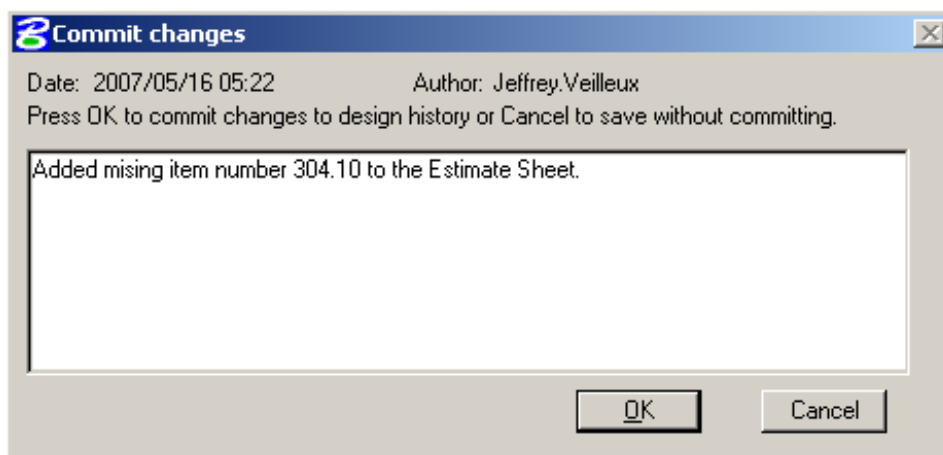 Commit changes
Date: 2007/05/16 05:22 Author: Jeffrey.Veilleux
Press OK to commit changes to design history or Cancel to save without committing.
Added mising item number 304.10 to the Estimate Sheet.
OK Cancel